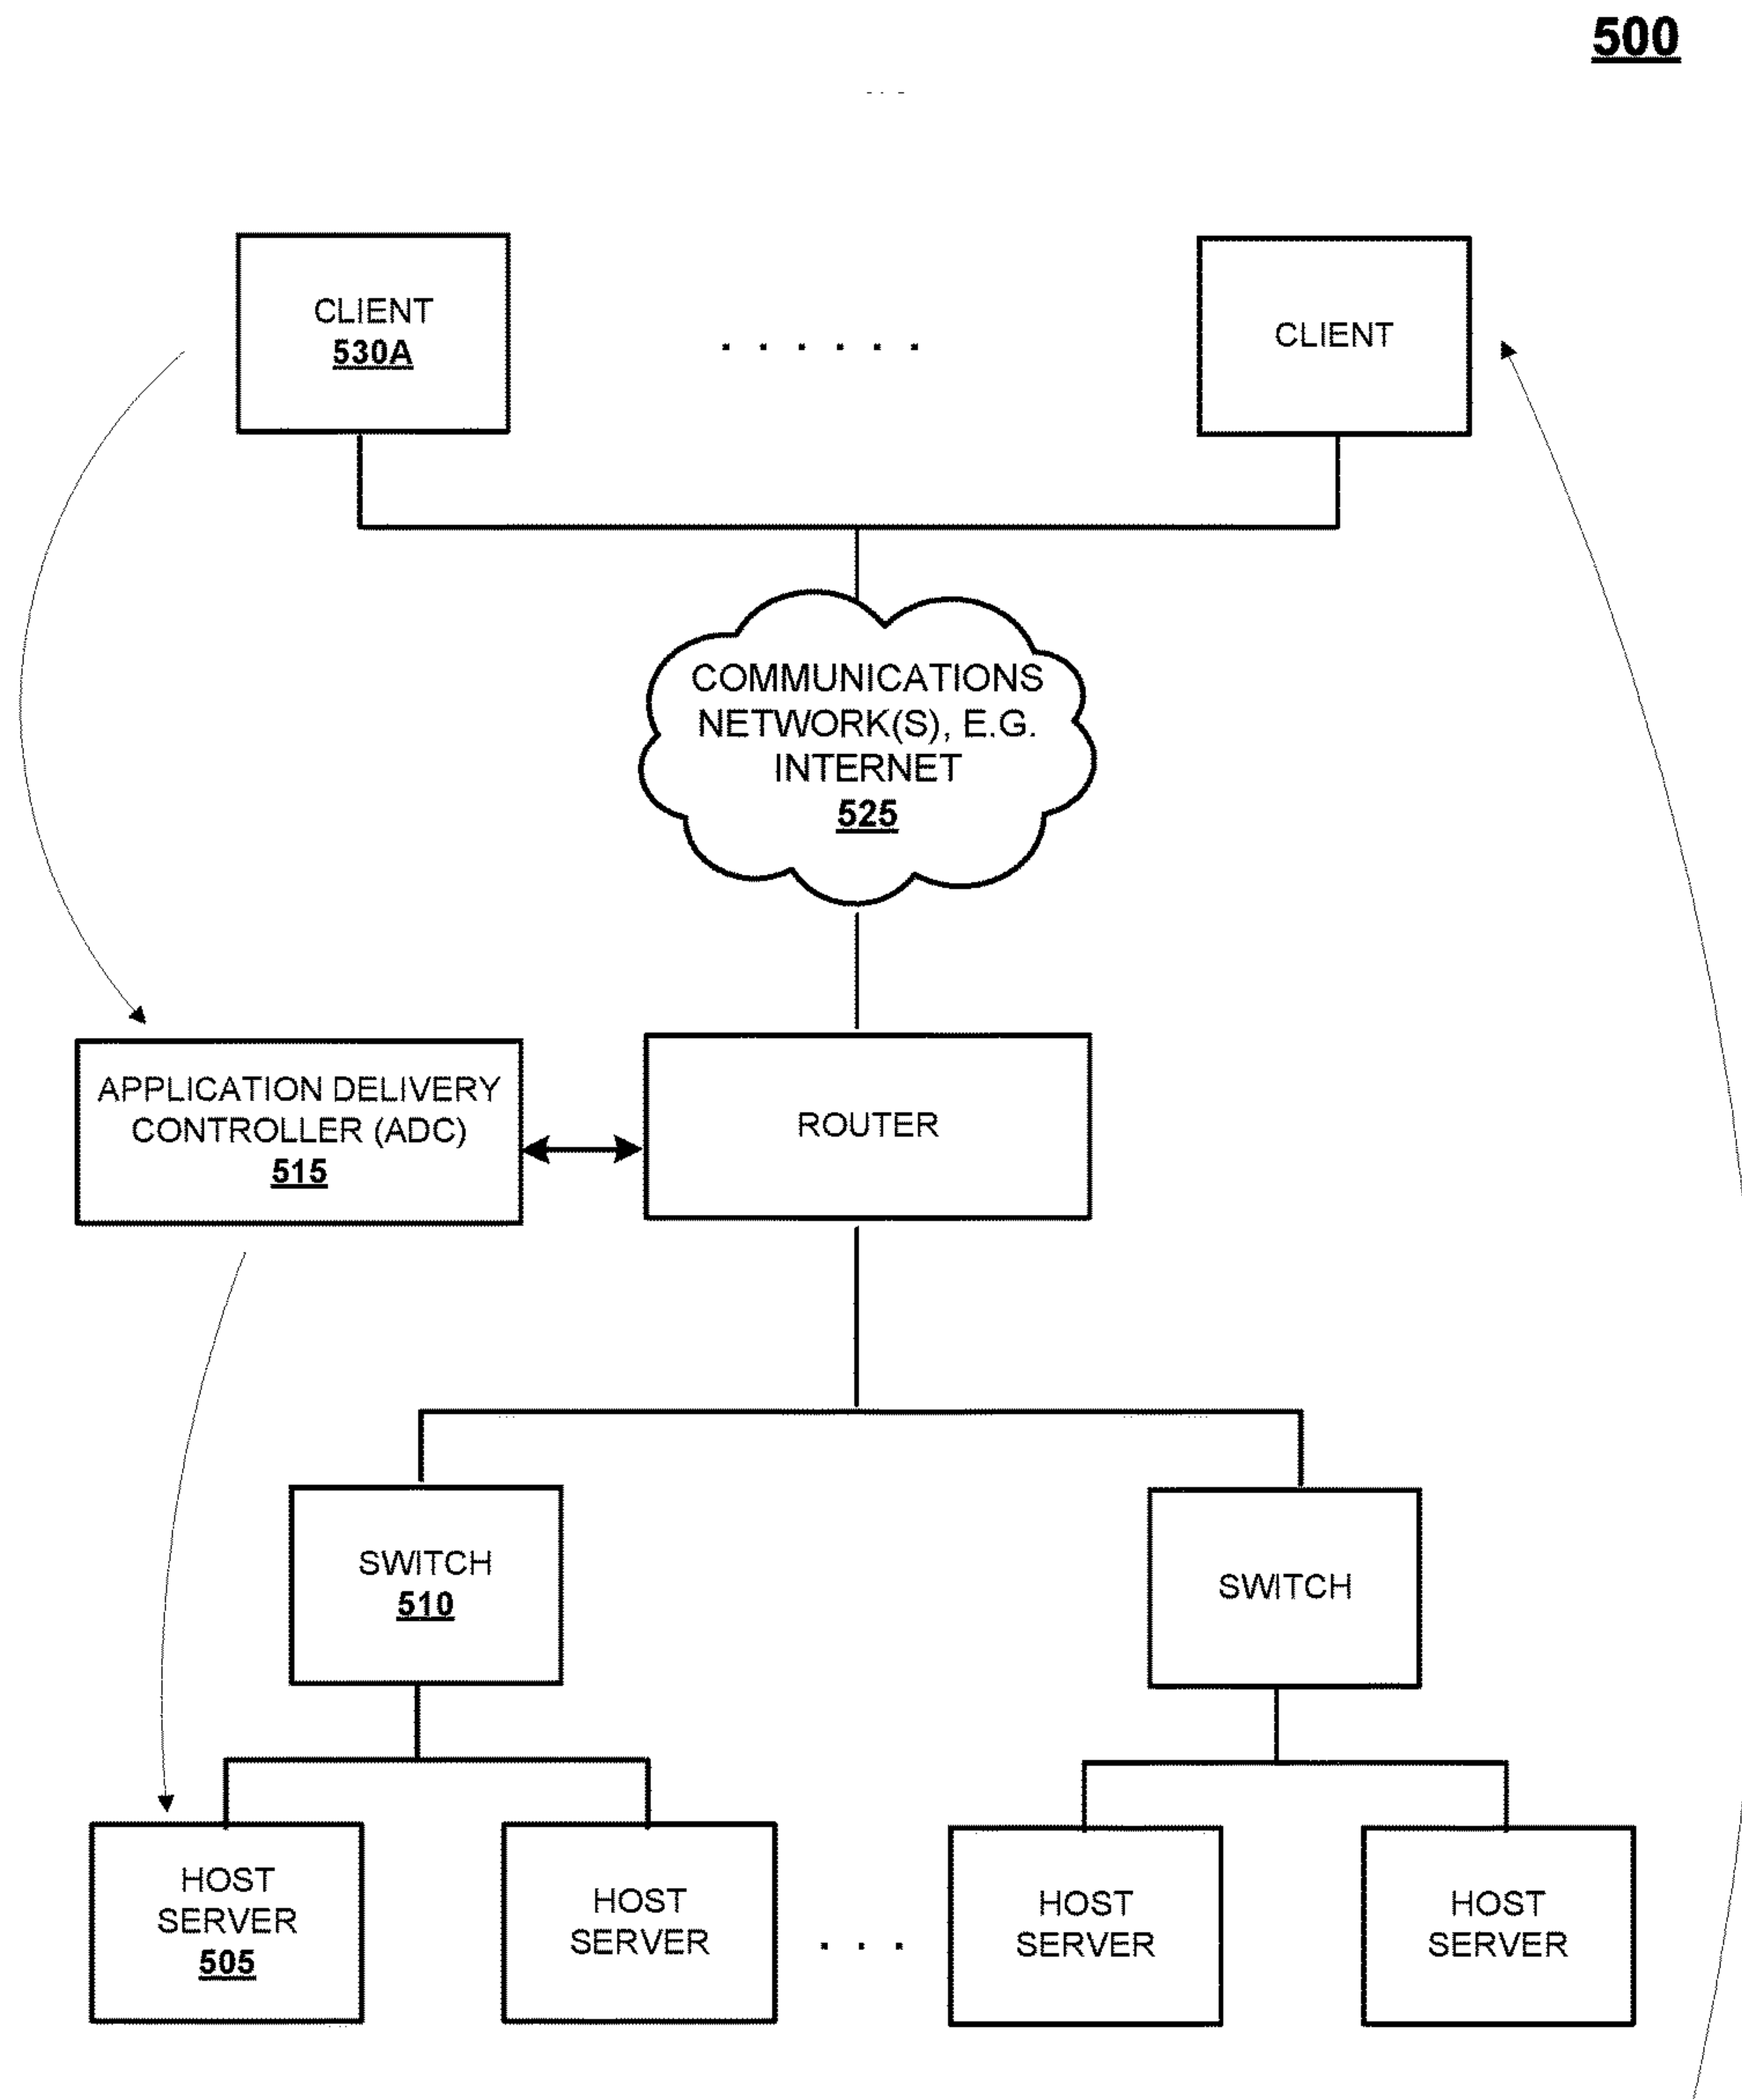 500
CLIENT
530A
. . . . . .
CLIENT
COMMUNICATIONS
NETWORK(S), E.G.
INTERNET
525
APPLICATION DELIVERY
CONTROLLER (ADC)
515
ROUTER
SWITCH
510
SWITCH
HOST
SERVER
505
HOST
SERVER
. . .
HOST
SERVER
HOST
SERVER